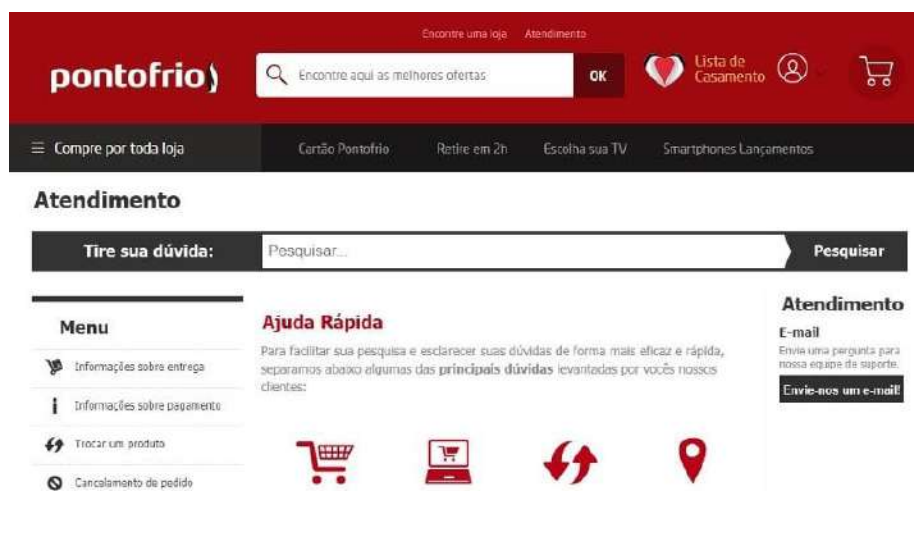 Encontre uma loja Atendimento
pontofrio
Encontre aqui as melhores ofertas
OK
Lista de
Casamento
Compre por toda loja
Cartão Pontofrio Retire em 2h Escolha sua TV Smartphones Lançamentos
Atendimento
Tire sua dúvida:
Pesquisar...
Pesquisar
Menu
Informações sobre entrega
Informações sobre pagamento
Trocar um produto
Cancelamento de pedido
Ajuda Rápida
Para facilitar sua pesquisa e esclarecer suas dúvidas de forma mais eficaz e rápida,
separamos abaixo algumas das principais dúvidas levantadas por vocês nossos
clientes:
Atendimento
E-mail
Envie uma pergunta para
nossa equipe de suporte.
Envie-nos um e-mail!